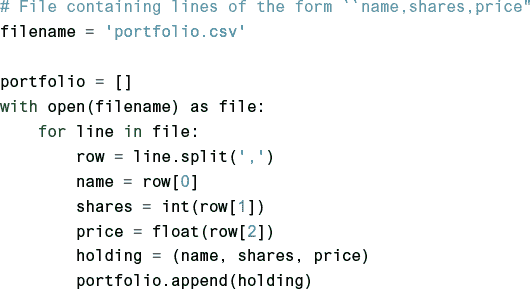 # File containing lines of the form ``name,shares,price"
filename = 'portfolio.csv'
portfolio = []
with open(filename) as file:
    for line in file:
        row = line.split(',')
        name = row[0]
        shares = int(row[1])
        price = float(row[2])
        holding = (name, shares, price)
        portfolio.append(holding)